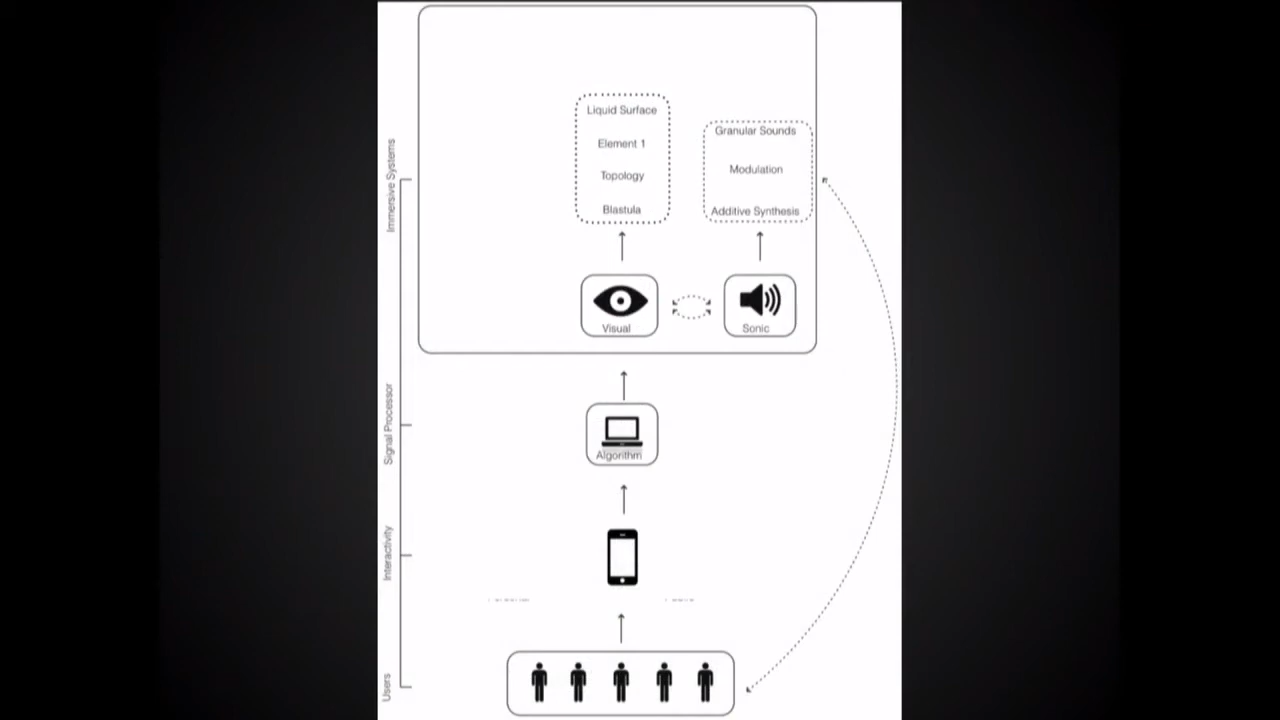 Immersive Systems
Liquid Surface
Element 1
Topology
Blastula
Granular Sounds
Modulation
Additive Synthesis
Visual
Sonic
Signal Processor
Algorithm
Interactivity
Users